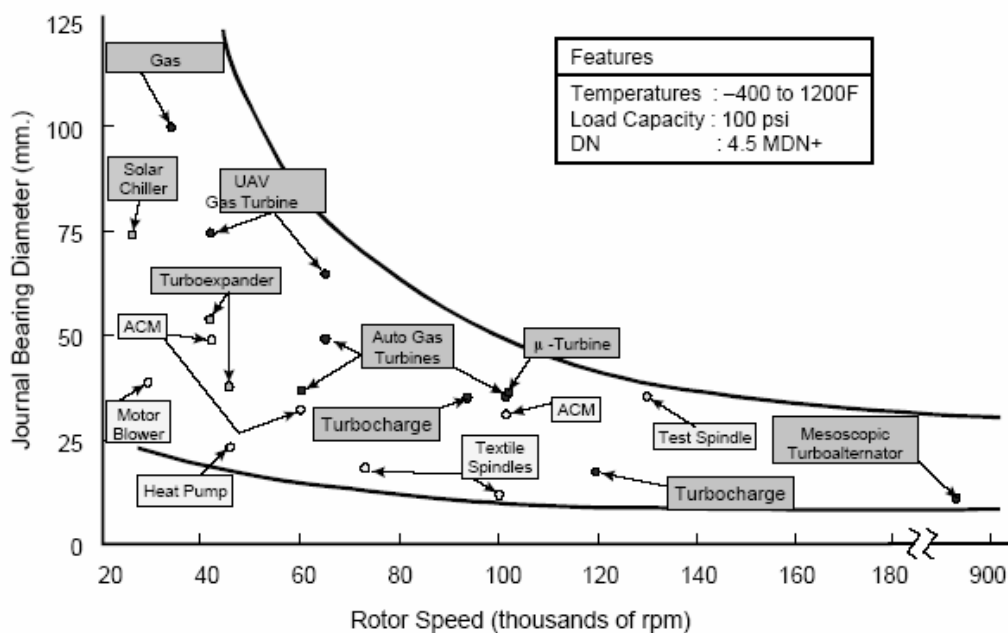 125
100
75
50
25
0
Journal Bearing Diameter (mm.)
Gas
Solar
Chiller
UAV
Gas Turbine
Turboexpander
ACM
Motor
Blower
Heat Pump
Auto Gas
Turbines
Turbocharge
μ -Turbine
ACM
Textile
Spindles
Test Spindle
Turbocharge
Mesoscopic
Turboalternator
Features
Temperatures : –400 to 1200F
Load Capacity : 100 psi
DN : 4.5 MDN+
20 40 60 80 100 120 140 160 180 900
Rotor Speed (thousands of rpm)